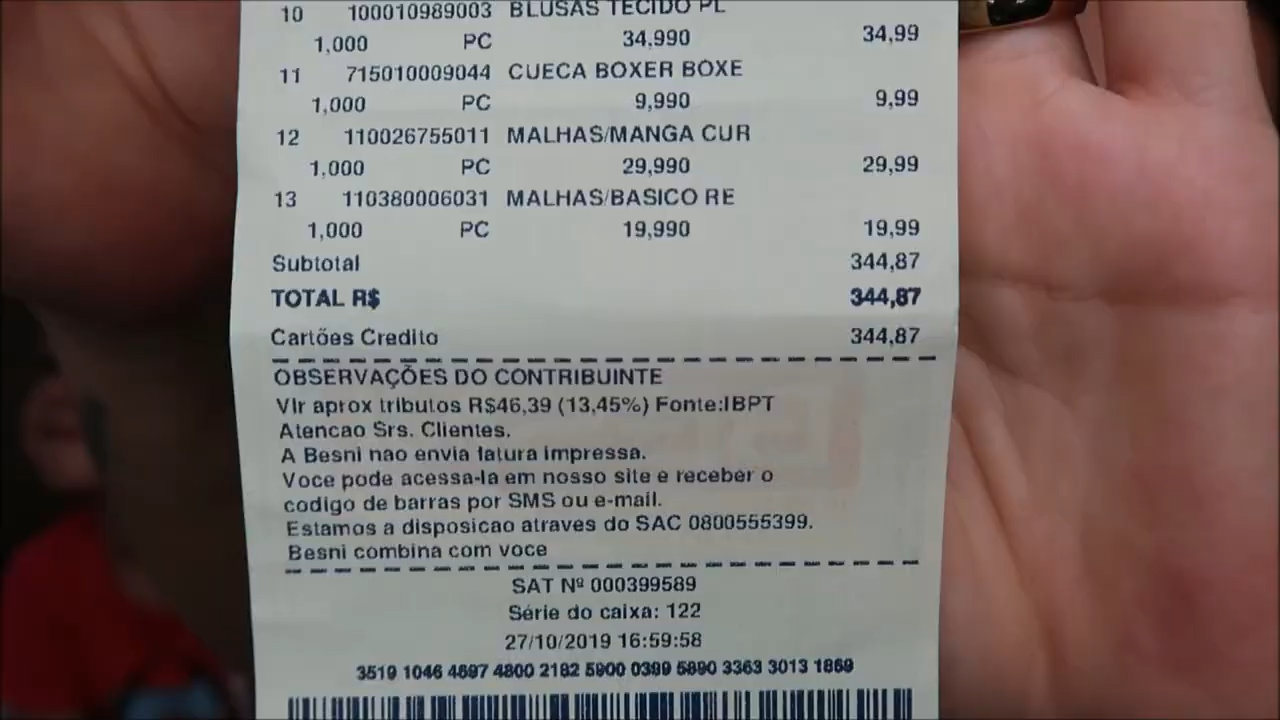 10 100010989003 BLUSAS TECIDO PL
1,000 PC 34,990 34,99
11 715010009044 CUECA BOXER BOXE
1,000 PC 9,990 9,99
12 110026755011 MALHAS/MANGA CUR
1,000 PC 29,990 29,99
13 110380006031 MALHAS/BASICO RE
1,000 PC 19,990 19,99
Subtotal 344,87
TOTAL R$ 344,87
Cartões Credito 344,87
OBSERVAÇÕES DO CONTRIBUINTE
Vlr aprox tributos R$46,39 (13,45%) Fonte:IBPT
Atencao Srs. Clientes.
A Besni nao envia fatura impressa.
Voce pode acessa-la em nosso site e receber o
codigo de barras por SMS ou e-mail.
Estamos a disposicao atraves do SAC 0800555399.
Besni combina com voce
SAT Nº 000399589
Série do caixa: 122
27/10/2019 16:59:58
3519 1046 4697 4800 2182 5900 0399 5890 3363 3013 1869